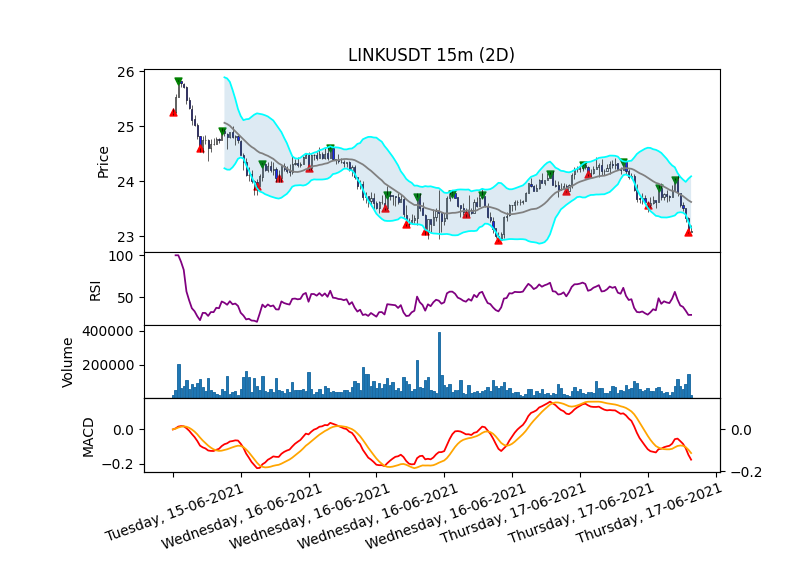 LINKUSDT 15m (2D)
26
25
24
23
Price
100
50
RSI
400000
200000
Volume
0.0
−0.2
MACD
0.0
−0.2
Tuesday, 15-06-2021
Wednesday, 16-06-2021
Wednesday, 16-06-2021
Wednesday, 16-06-2021
Wednesday, 16-06-2021
Thursday, 17-06-2021
Thursday, 17-06-2021
Thursday, 17-06-2021